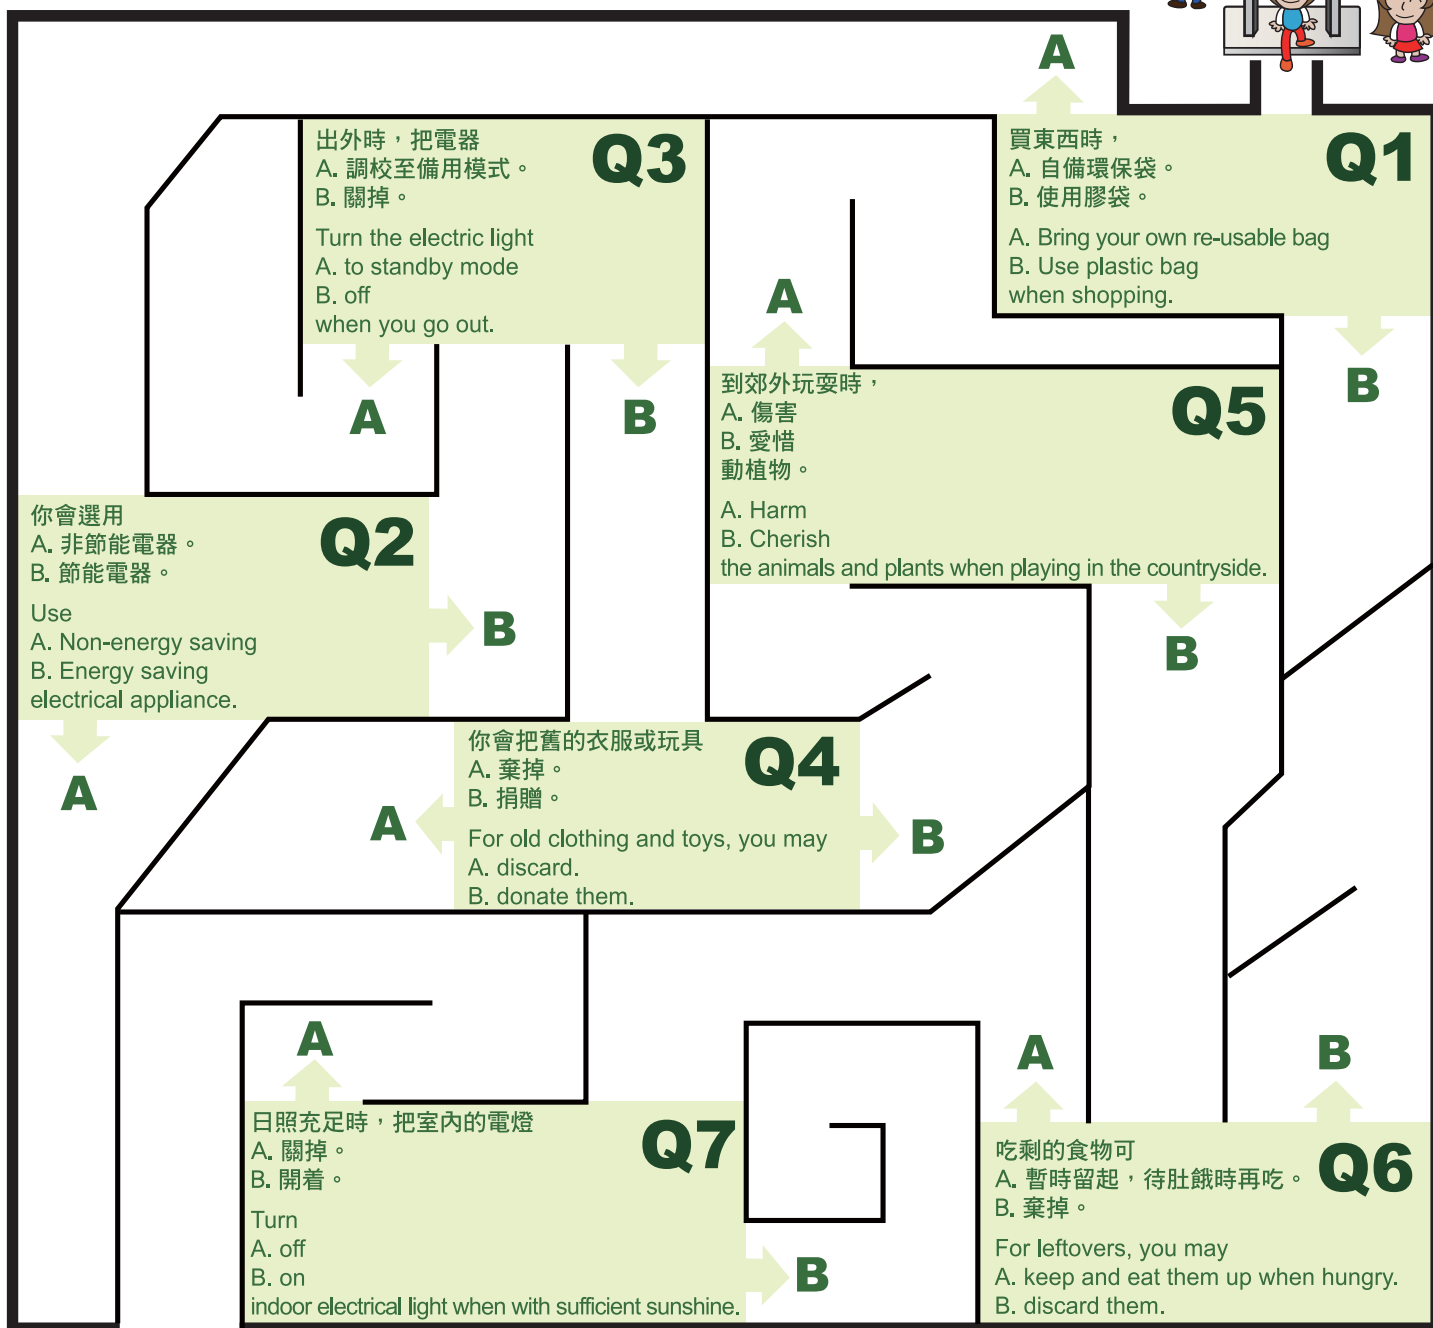 A
買東西時，
A. 自備環保袋。
B. 使用膠袋。
Q1
A. Bring your own re-usable bag
B. Use plastic bag
when shopping.
B
出外時，把電器
A. 調校至備用模式。
B. 關掉。
Q3
Turn the electric light
A. to standby mode
B. off
when you go out.
A
B
A
到郊外玩耍時，
A. 傷害
B. 愛惜
動植物。
Q5
A. Harm
B. Cherish
the animals and plants when playing in the countryside.
B
你會選用
A. 非節能電器。
B. 節能電器。
Q2
Use
A. Non-energy saving
B. Energy saving
electrical appliance.
B
A
你會把舊的衣服或玩具
A. 棄掉。
B. 捐贈。
Q4
For old clothing and toys, you may
A. discard.
B. donate them.
A
B
A
日照充足時，把室內的電燈
A. 關掉。
B. 開着。
Q7
Turn
A. off
B. on
indoor electrical light when with sufficient sunshine.
B
A
B
吃剩的食物可
A. 暫時留起，待肚餓時再吃。
B. 棄掉。
Q6
For leftovers, you may
A. keep and eat them up when hungry.
B. discard them.